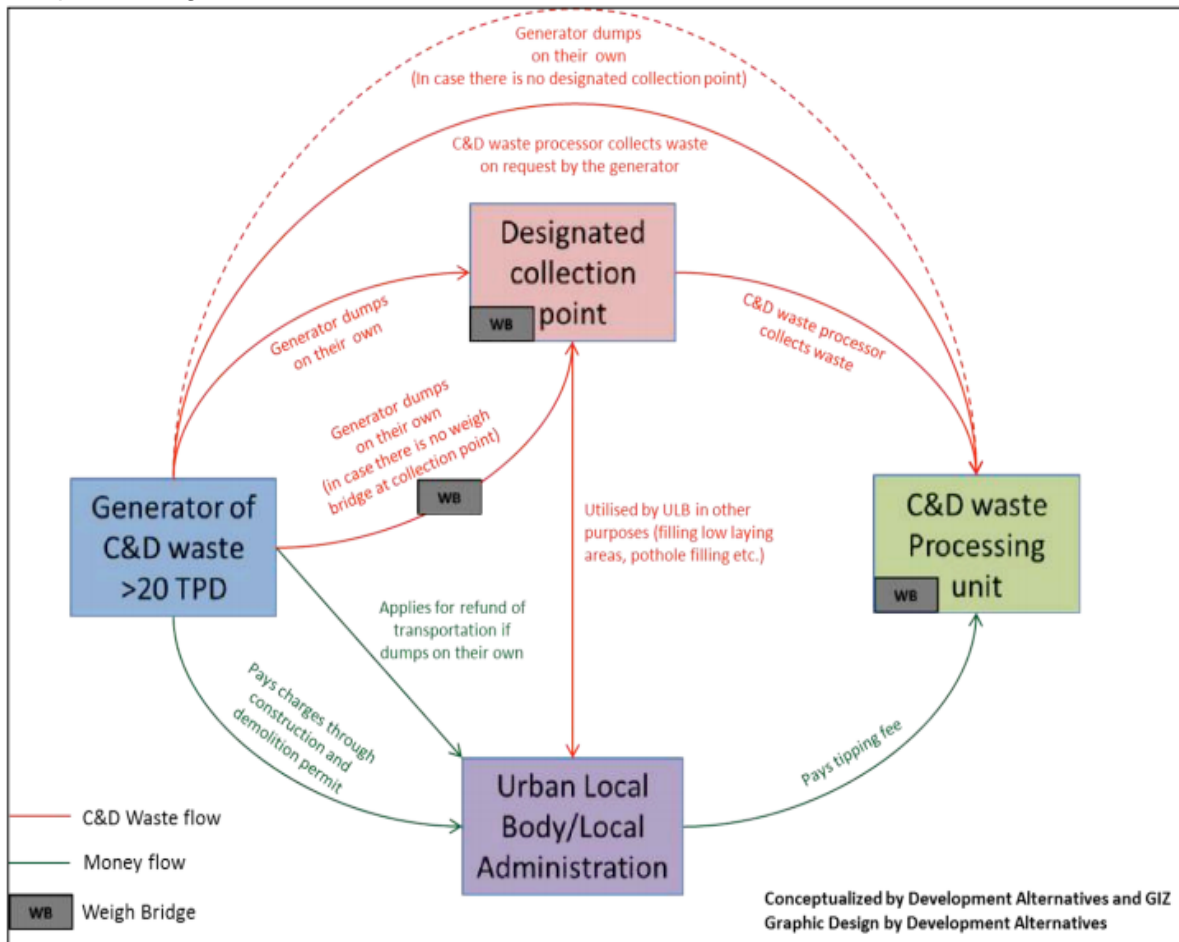 Generator dumps
on their own
(In case there is no designated collection point)
C&D waste processor collects waste
on request by the generator
Designated
collection
point
WB
Generator dumps
on their own
C&D waste processor
collects waste
Generator dumps
on their own
(in case there is no weigh
bridge at collection point)
WB
Generator of
C&D waste
>20 TPD
Utilised by ULB in other
purposes (filling low laying
areas, pothole filling etc.)
C&D waste
Processing
unit
WB
Applies for refund of
transportation if
dumps on their own
Pays charges through
construction and
demolition permit
Pays tipping fee
Urban Local
Body/Local
Administration
C&D Waste flow
Money flow
WB Weigh Bridge
Conceptualized by Development Alternatives and GIZ
Graphic Design by Development Alternatives